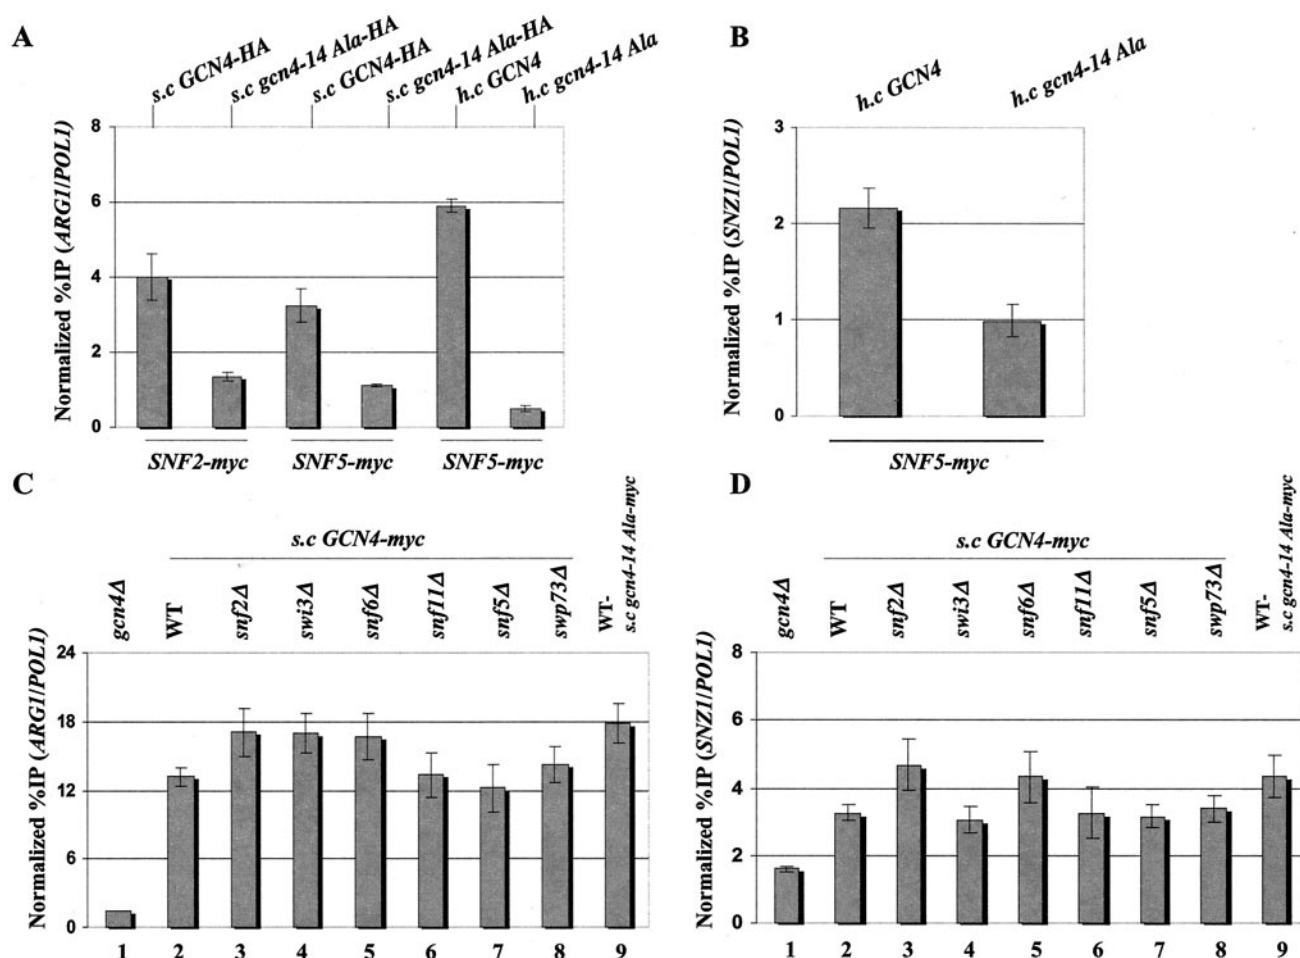 A
s.c GCN4-HA
s.c gcn4-14 Ala-HA
s.c GCN4-HA
s.c gcn4-14 Ala-HA
h.c GCN4
h.c gcn4-14 Ala
Normalized %IP (ARG1/POL1)
8
6
4
2
0
SNF2-myc
SNF5-myc
SNF5-myc
B
h.c GCN4
h.c gcn4-14 Ala
Normalized %IP (SNZ1/POL1)
3
2
1
0
SNF5-myc
C
s.c GCN4-myc
gcn4Δ
WT
snf2Δ
swi3Δ
snf6Δ
snf11Δ
snf5Δ
swp73Δ
WT-
s.c gcn4-14 Ala-myc
Normalized %IP (ARG1/POL1)
24
18
12
6
0
1 2 3 4 5 6 7 8 9
D
s.c GCN4-myc
gcn4Δ
WT
snf2Δ
swi3Δ
snf6Δ
snf11Δ
snf5Δ
swp73Δ
WT-
s.c gcn4-14 Ala-myc
Normalized %IP (SNZ1/POL1)
8
6
4
2
0
1 2 3 4 5 6 7 8 9